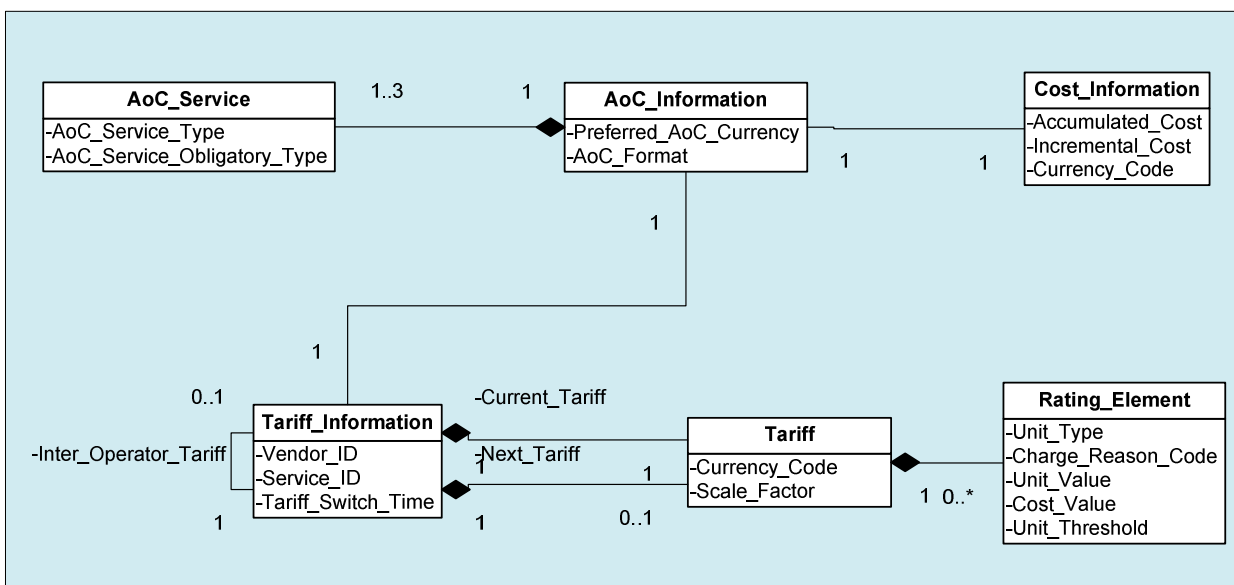 AoC_Service
-AoC_Service_Type
-AoC_Service_Obligatory_Type
1..3
1
AoC_Information
-Preferred_AoC_Currency
-AoC_Format
1
1
Cost_Information
-Accumulated_Cost
-Incremental_Cost
-Currency_Code
1
1
0..1
-Inter_Operator_Tariff
1
Tariff_Information
-Vendor_ID
-Service_ID
-Tariff_Switch_Time
-Current_Tariff
-Next_Tariff
1
1
1
0..1
Tariff
-Currency_Code
-Scale_Factor
1
0..*
Rating_Element
-Unit_Type
-Charge_Reason_Code
-Unit_Value
-Cost_Value
-Unit_Threshold